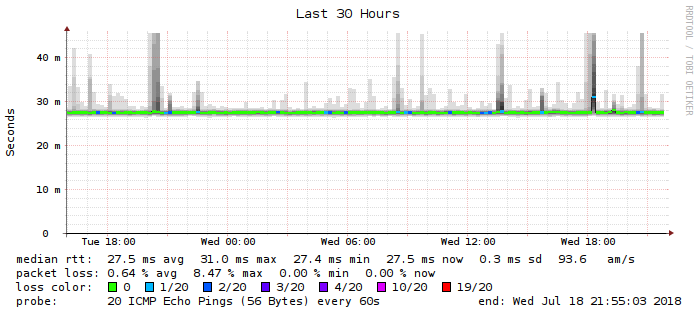 Last 30 Hours
RRDTOOL / TOBI OETIKER
Seconds
40 m
30 m
20 m
10 m
0
Tue 18:00 Wed 00:00 Wed 06:00 Wed 12:00 Wed 18:00
median rtt: 27.5 ms avg 31.0 ms max 27.4 ms min 27.5 ms now 0.3 ms sd 93.6 am/s
packet loss: 0.64 % avg 8.47 % max 0.00 % min 0.00 % now
loss color: 0 1/20 2/20 3/20 4/20 10/20 19/20
probe: 20 ICMP Echo Pings (56 Bytes) every 60s end: Wed Jul 18 21:55:03 2018